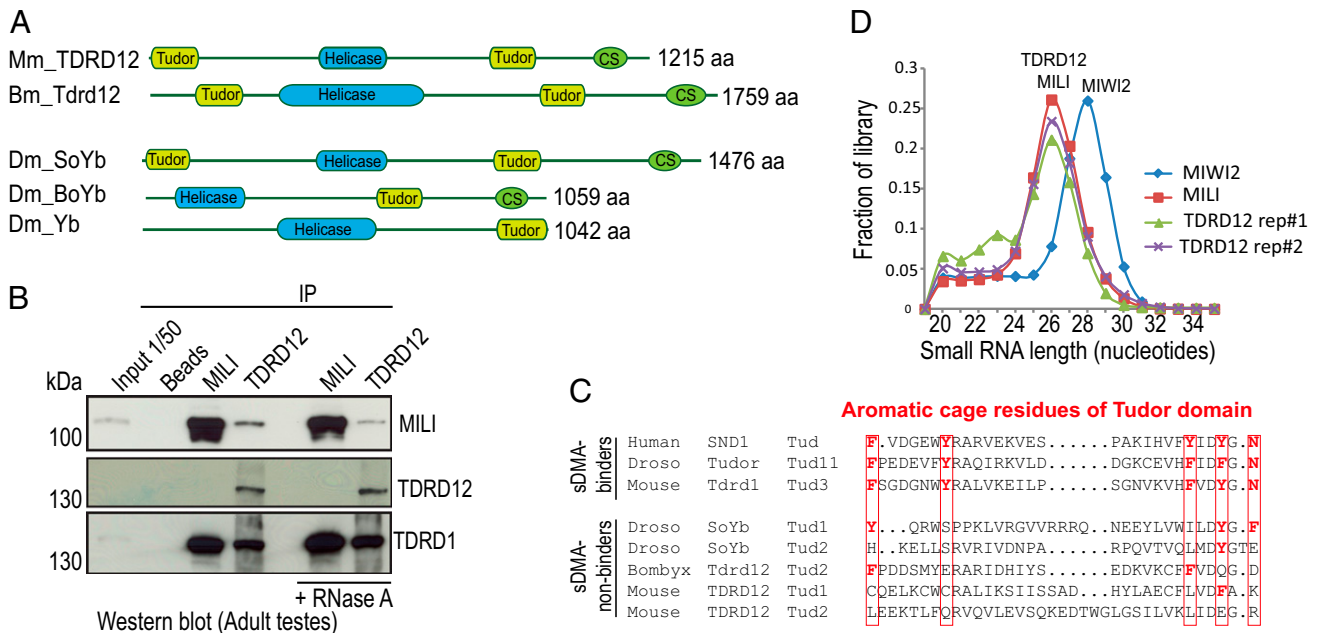 A
Mm_TDRD12 Tudor Helicase Tudor CS 1215 aa
Bm_Tdrd12 Tudor Helicase Tudor CS 1759 aa
Dm_SoYb Tudor Helicase Tudor CS 1476 aa
Dm_BoYb Helicase Tudor CS 1059 aa
Dm_Yb Helicase Tudor 1042 aa
B
IP
kDa Input 1/50 Beads MILI TDRD12 MILI TDRD12
100 MILI
130 TDRD12
130 TDRD1
+ RNase A
Western blot (Adult testes)
D
TDRD12
MILI MIWI2
Fraction of library
0.3
0.25
0.2
0.15
0.1
0.05
0
20 22 24 26 28 30 32 34
Small RNA length (nucleotides)
MIWI2
MILI
TDRD12 rep#1
TDRD12 rep#2
C
Aromatic cage residues of Tudor domain
sDMA-binders
Human SND1 Tud F.VDGEWYRARVEKVES......PAKIHVFYIDYG.N
Droso Tudor Tud11 FPEDEVFYRAQIRKVLD......DGKCEVHFIDFG.N
Mouse Tdrd1 Tud3 FSGDGNWYRALVKEILP......SGNVKVHFVDYG.N
sDMA-non-binders
Droso SoYb Tud1 Y...QRWSPPKLVRGVVRRRQ..NEEYLVWILDYG.F
Droso SoYb Tud2 H..KELLSRVRIVDNPA......RPQVTVQLMDYGTE
Bombyx Tdrd12 Tud2 FPDDSMYERARIRDIHYS.....EDKVKCFFVDQG.D
Mouse TDRD12 Tud1 CQELKCWCRALIKSIISSAD...HYLAECFLVDFA.K
Mouse TDRD12 Tud2 LEEKTLFQRVQVLEVSQKEDTWGLGSILVKLIDEG.R